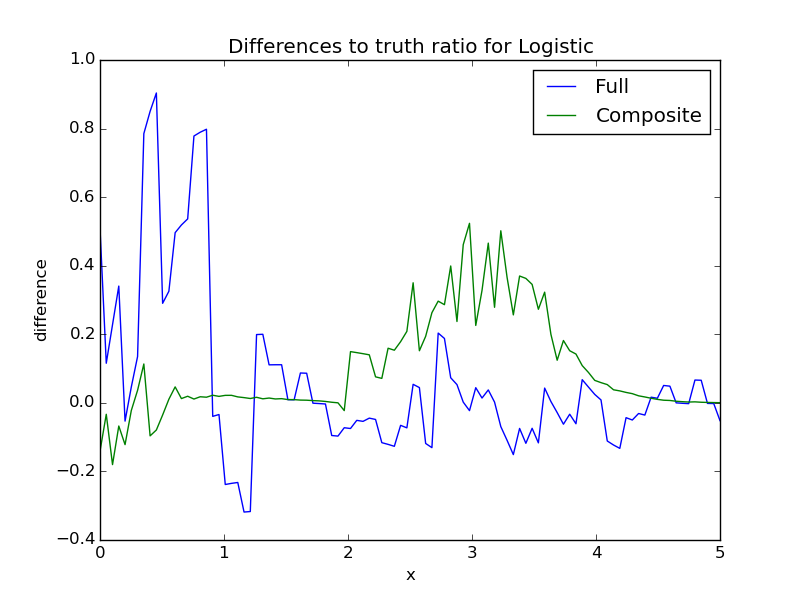 Differences to truth ratio for Logistic
Full
Composite
1.0
0.8
0.6
0.4
0.2
0.0
−0.2
−0.4
difference
0 1 2 3 4 5
x